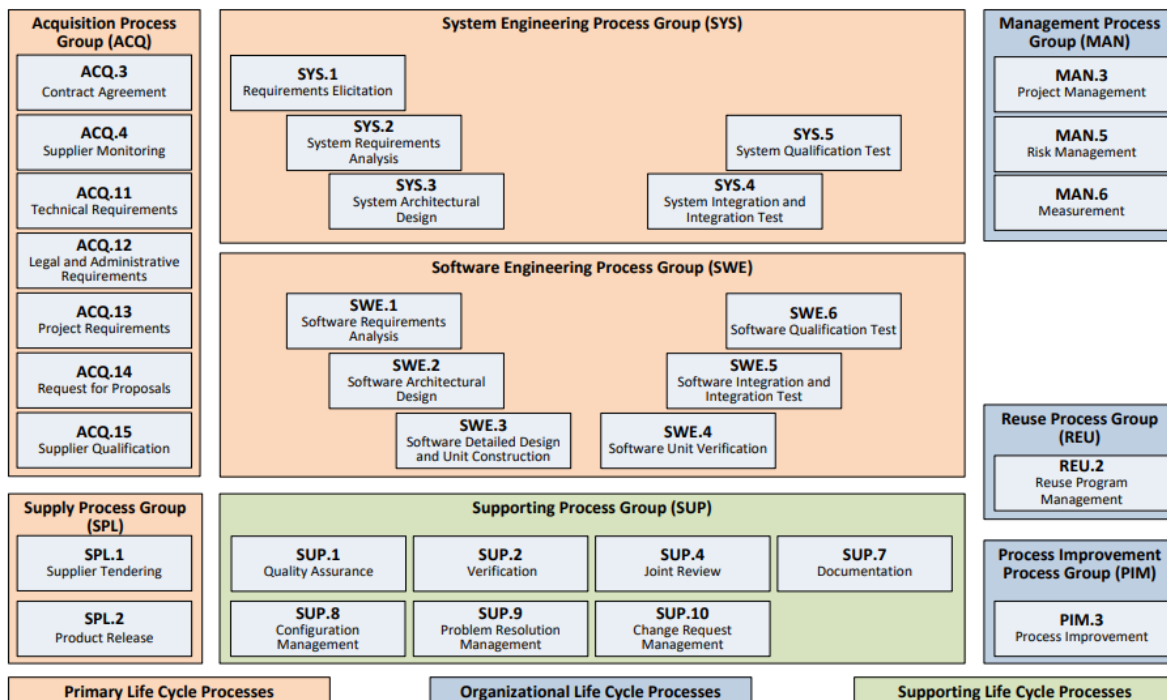 Acquisition Process
Group (ACQ)
ACQ.3
Contract Agreement
ACQ.4
Supplier Monitoring
ACQ.11
Technical Requirements
ACQ.12
Legal and Administrative
Requirements
ACQ.13
Project Requirements
ACQ.14
Request for Proposals
ACQ.15
Supplier Qualification
System Engineering Process Group (SYS)
SYS.1
Requirements Elicitation
SYS.2
System Requirements
Analysis
SYS.3
System Architectural
Design
SYS.5
System Qualification Test
SYS.4
System Integration and
Integration Test
Management Process
Group (MAN)
MAN.3
Project Management
MAN.5
Risk Management
MAN.6
Measurement
Software Engineering Process Group (SWE)
SWE.1
Software Requirements
Analysis
SWE.2
Software Architectural
Design
SWE.3
Software Detailed Design
and Unit Construction
SWE.6
Software Qualification Test
SWE.5
Software Integration and
Integration Test
SWE.4
Software Unit Verification
Reuse Process Group
(REU)
REU.2
Reuse Program
Management
Supply Process Group
(SPL)
SPL.1
Supplier Tendering
SPL.2
Product Release
Supporting Process Group (SUP)
SUP.1
Quality Assurance
SUP.2
Verification
SUP.4
Joint Review
SUP.7
Documentation
SUP.8
Configuration
Management
SUP.9
Problem Resolution
Management
SUP.10
Change Request
Management
Process Improvement
Process Group (PIM)
PIM.3
Process Improvement
Primary Life Cycle Processes
Organizational Life Cycle Processes
Supporting Life Cycle Processes